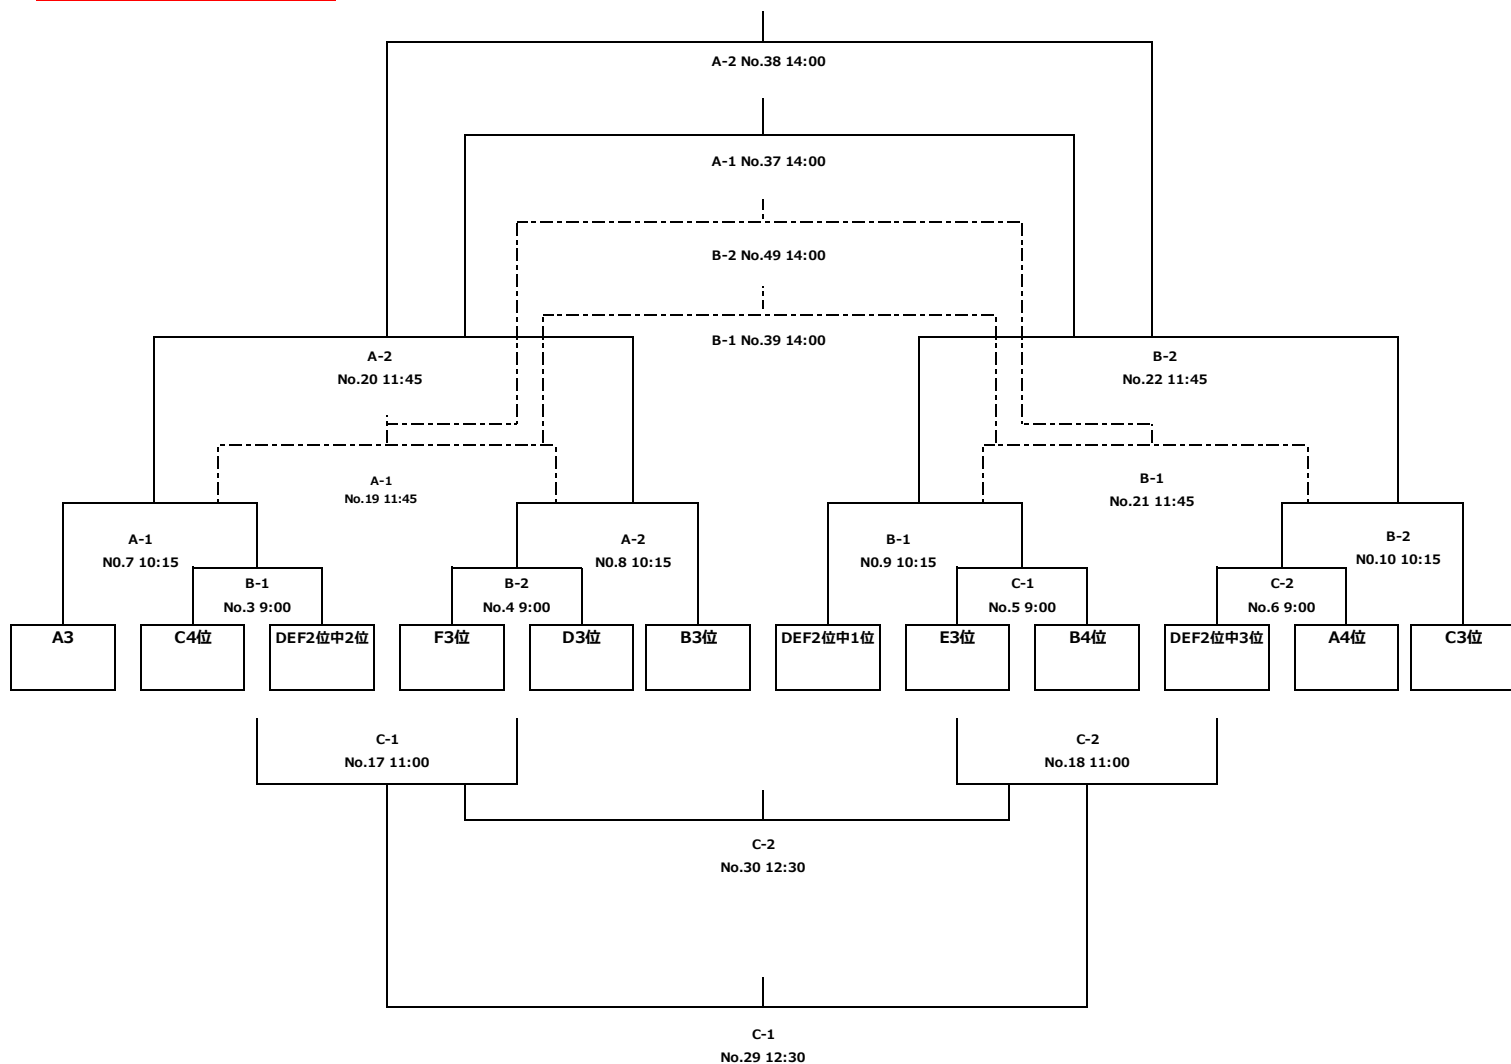 A-2 No.38 14:00
A-1 No.37 14:00
B-2 No.49 14:00
B-1 No.39 14:00
A-2
No.20 11:45
B-2
No.22 11:45
A-1
No.19 11:45
B-1
No.21 11:45
A-1
N0.7 10:15
A-2
N0.8 10:15
B-1
N0.9 10:15
B-2
N0.10 10:15
B-1
No.3 9:00
B-2
No.4 9:00
C-1
No.5 9:00
C-2
No.6 9:00
A3
C4位
DEF2位中2位
F3位
D3位
B3位
DEF2位中1位
E3位
B4位
DEF2位中3位
A4位
C3位
C-1
No.17 11:00
C-2
No.18 11:00
C-2
No.30 12:30
C-1
No.29 12:30